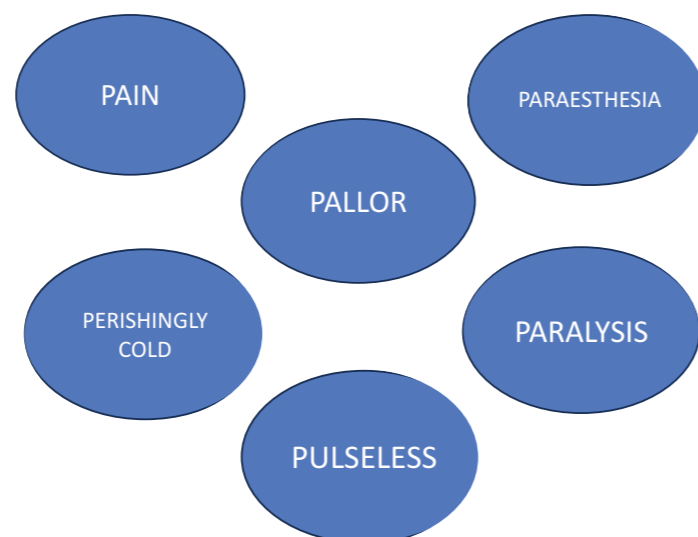 PAIN
PARAESTHESIA
PALLOR
PERISHINGLY
COLD
PARALYSIS
PULSELESS